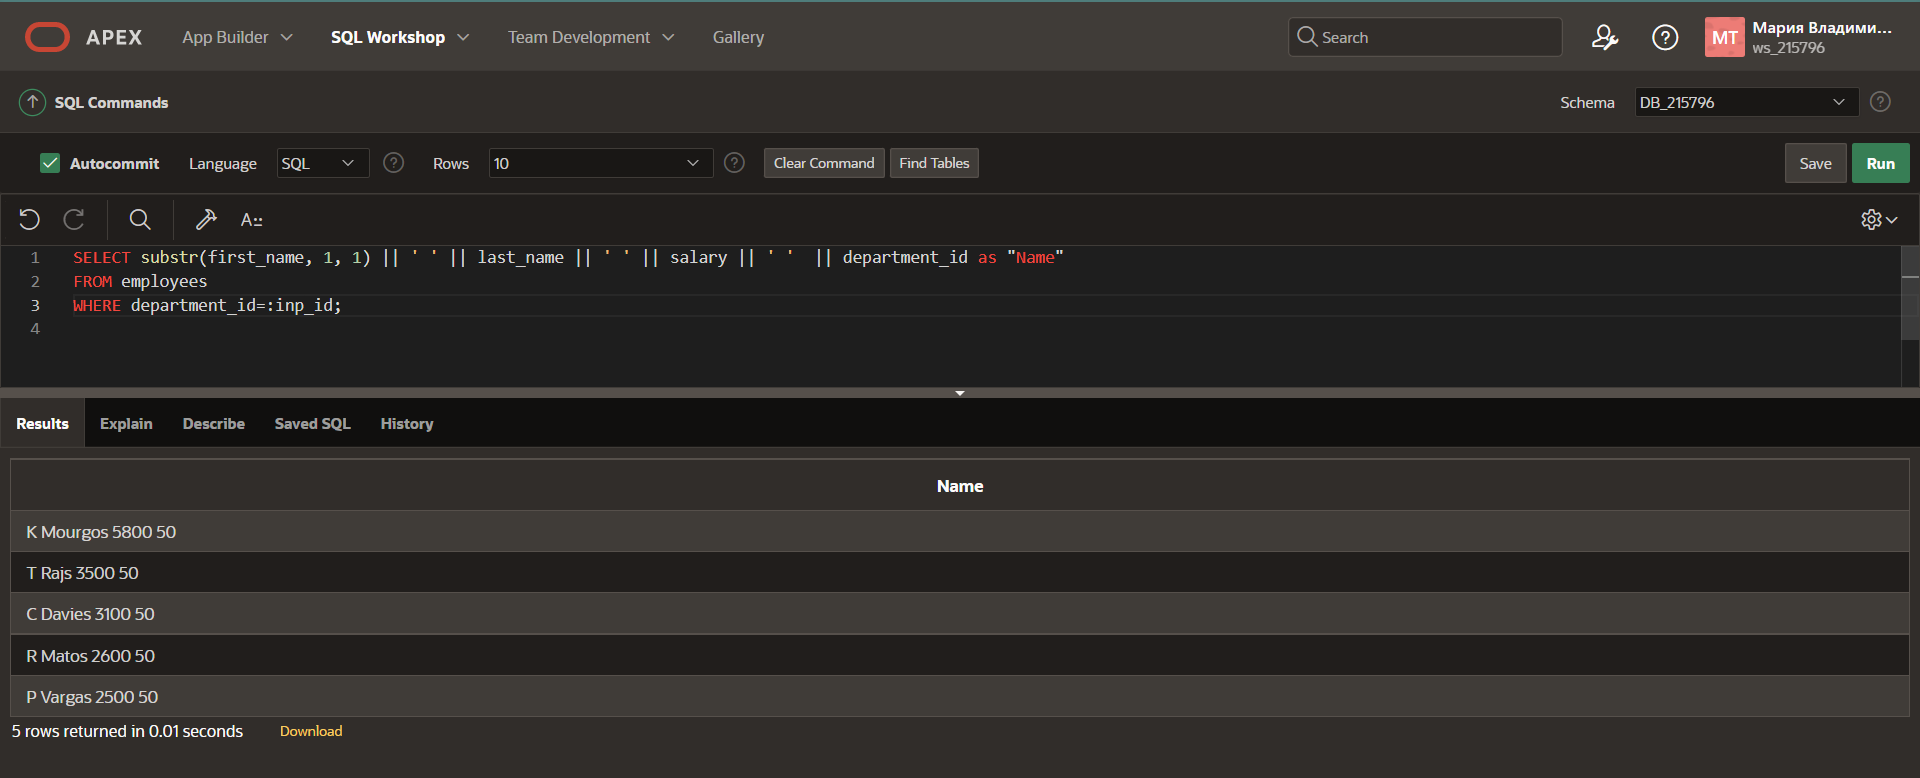 APEX App Builder SQL Workshop Team Development Gallery Search MT Мария Владими...
ws_215796
SQL Commands Schema DB_215796
Autocommit Language SQL Rows 10 Clear Command Find Tables Save Run
A
1 SELECT substr(first_name, 1, 1) || ' ' || last_name || ' ' || salary || ' '  || department_id as "Name"
2 FROM employees
3 WHERE department_id=:inp_id;
4
Results Explain Describe Saved SQL History
Name
K Mourgos 5800 50
T Rajs 3500 50
C Davies 3100 50
R Matos 2600 50
P Vargas 2500 50
5 rows returned in 0.01 seconds Download